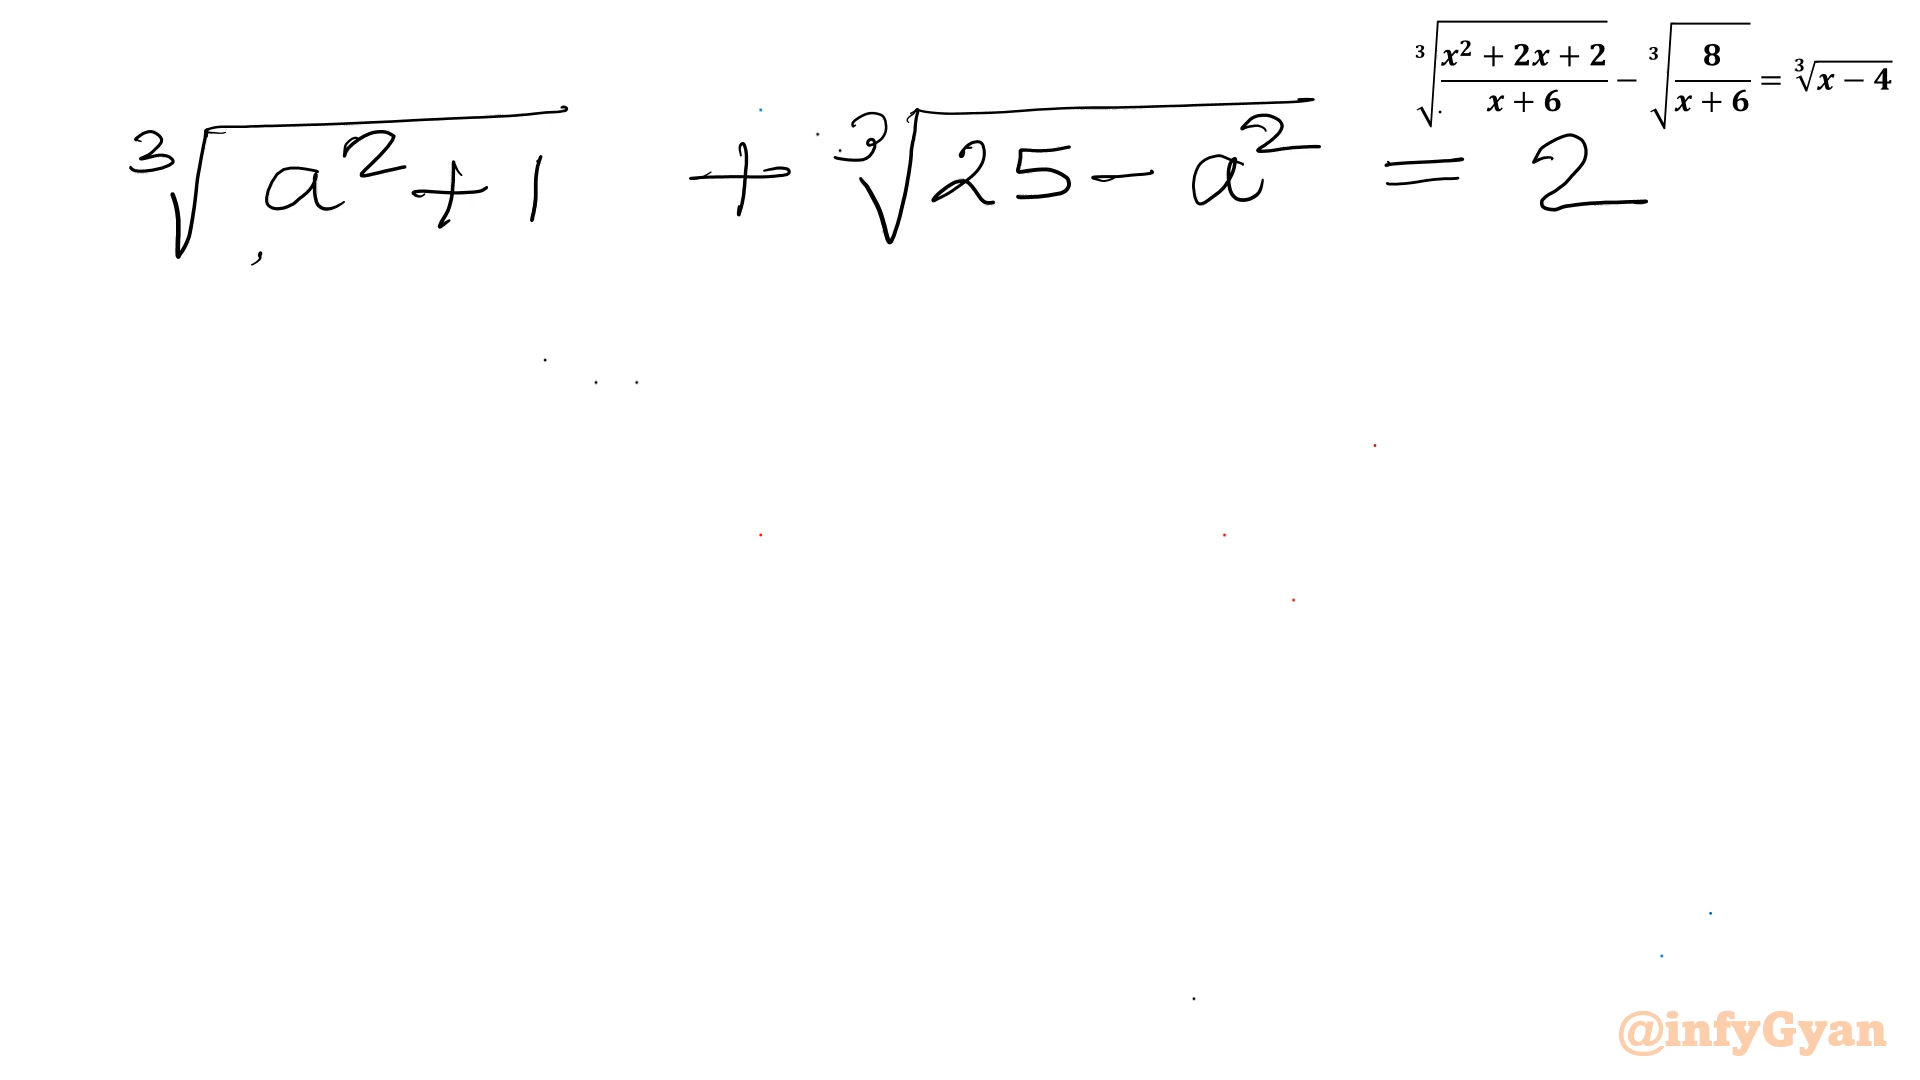 ∛((x² + 2x + 2)/(x + 6)) − ∛(8/(x + 6)) = ∛(x − 4)
∛(a² + 1) + ∛(25 − a²) = 2
@infyGyan